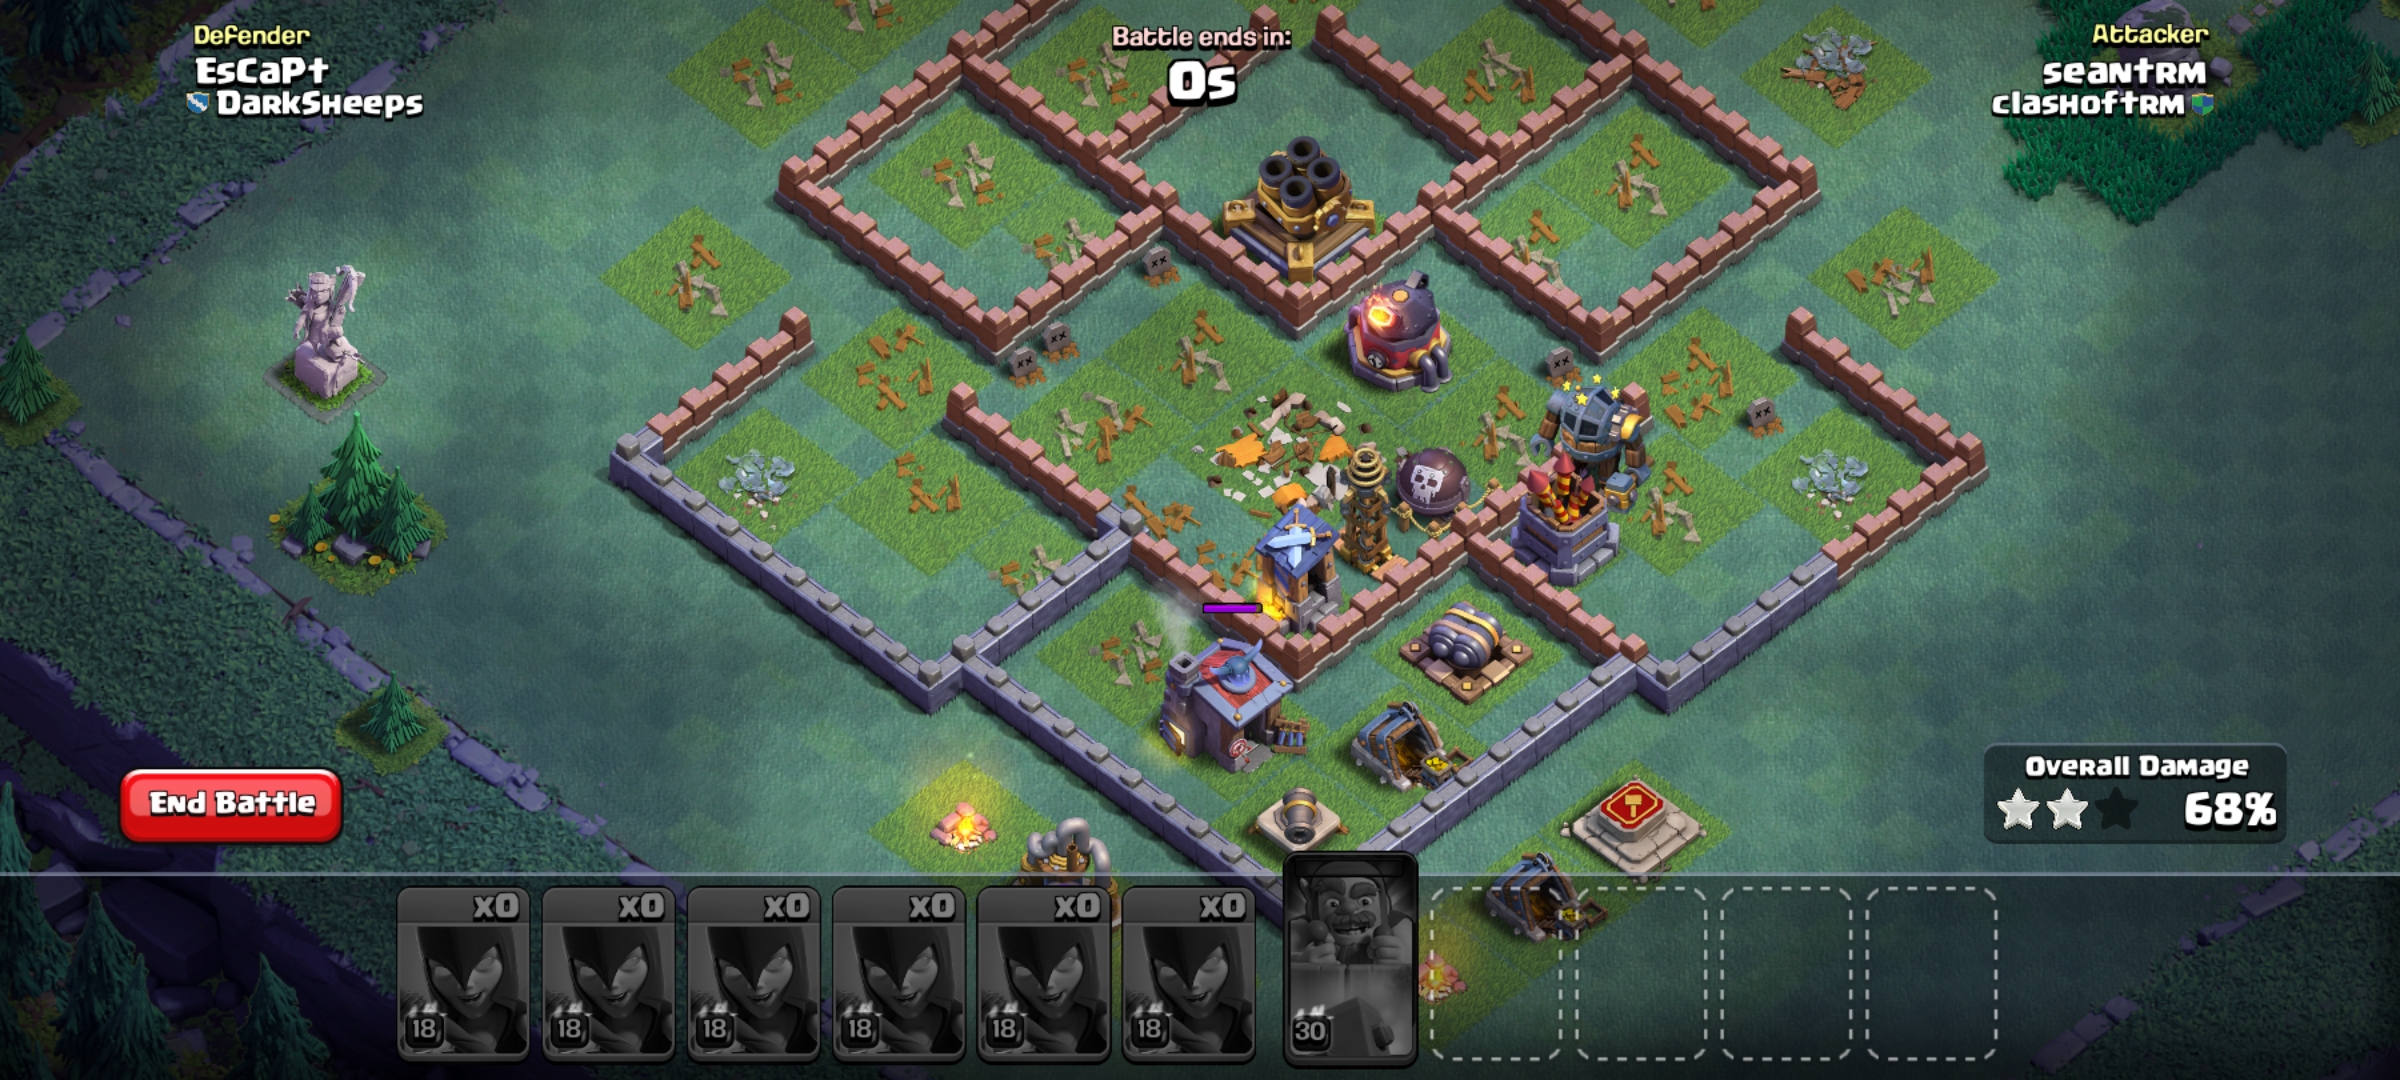 Defender
EsCaPt
DarkSheeps
Battle ends in:
0s
Attacker
seantRM
clashoftRM
End Battle
Overall Damage
68%
x0
x0
x0
x0
x0
x0
18
18
18
18
18
18
30